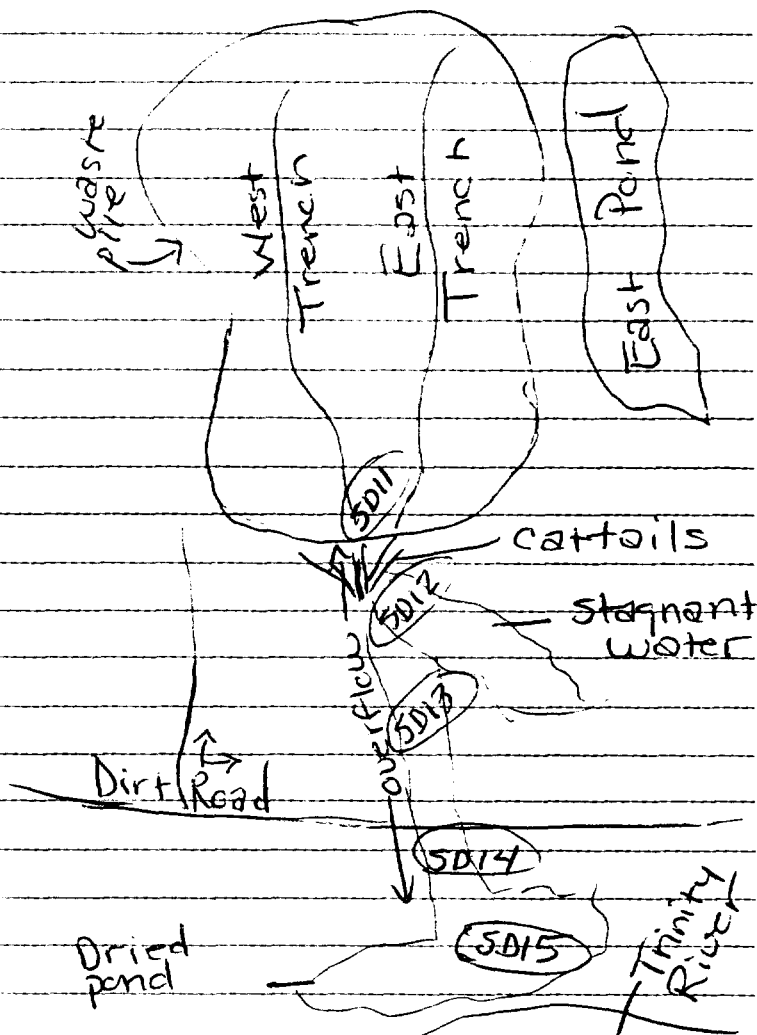 waste
pipe
West
Trench
East
Trench
East Pond
SD11
cattails
SD12
stagnant
water
overflow
SD13
Dirt Road
SD14
Dried
pond
SD15
Trinity
River